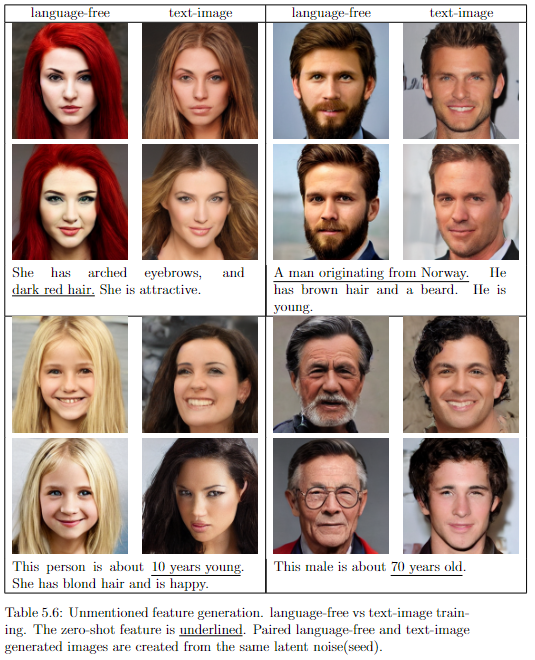 language-free text-image language-free text-image
She has arched eyebrows, and
dark red hair. She is attractive.
A man originating from Norway. He
has brown hair and a beard. He is
young.
This person is about 10 years young.
She has blond hair and is happy.
This male is about 70 years old.
Table 5.6: Unmentioned feature generation. language-free vs text-image train-
ing. The zero-shot feature is underlined. Paired language-free and text-image
generated images are created from the same latent noise(seed).